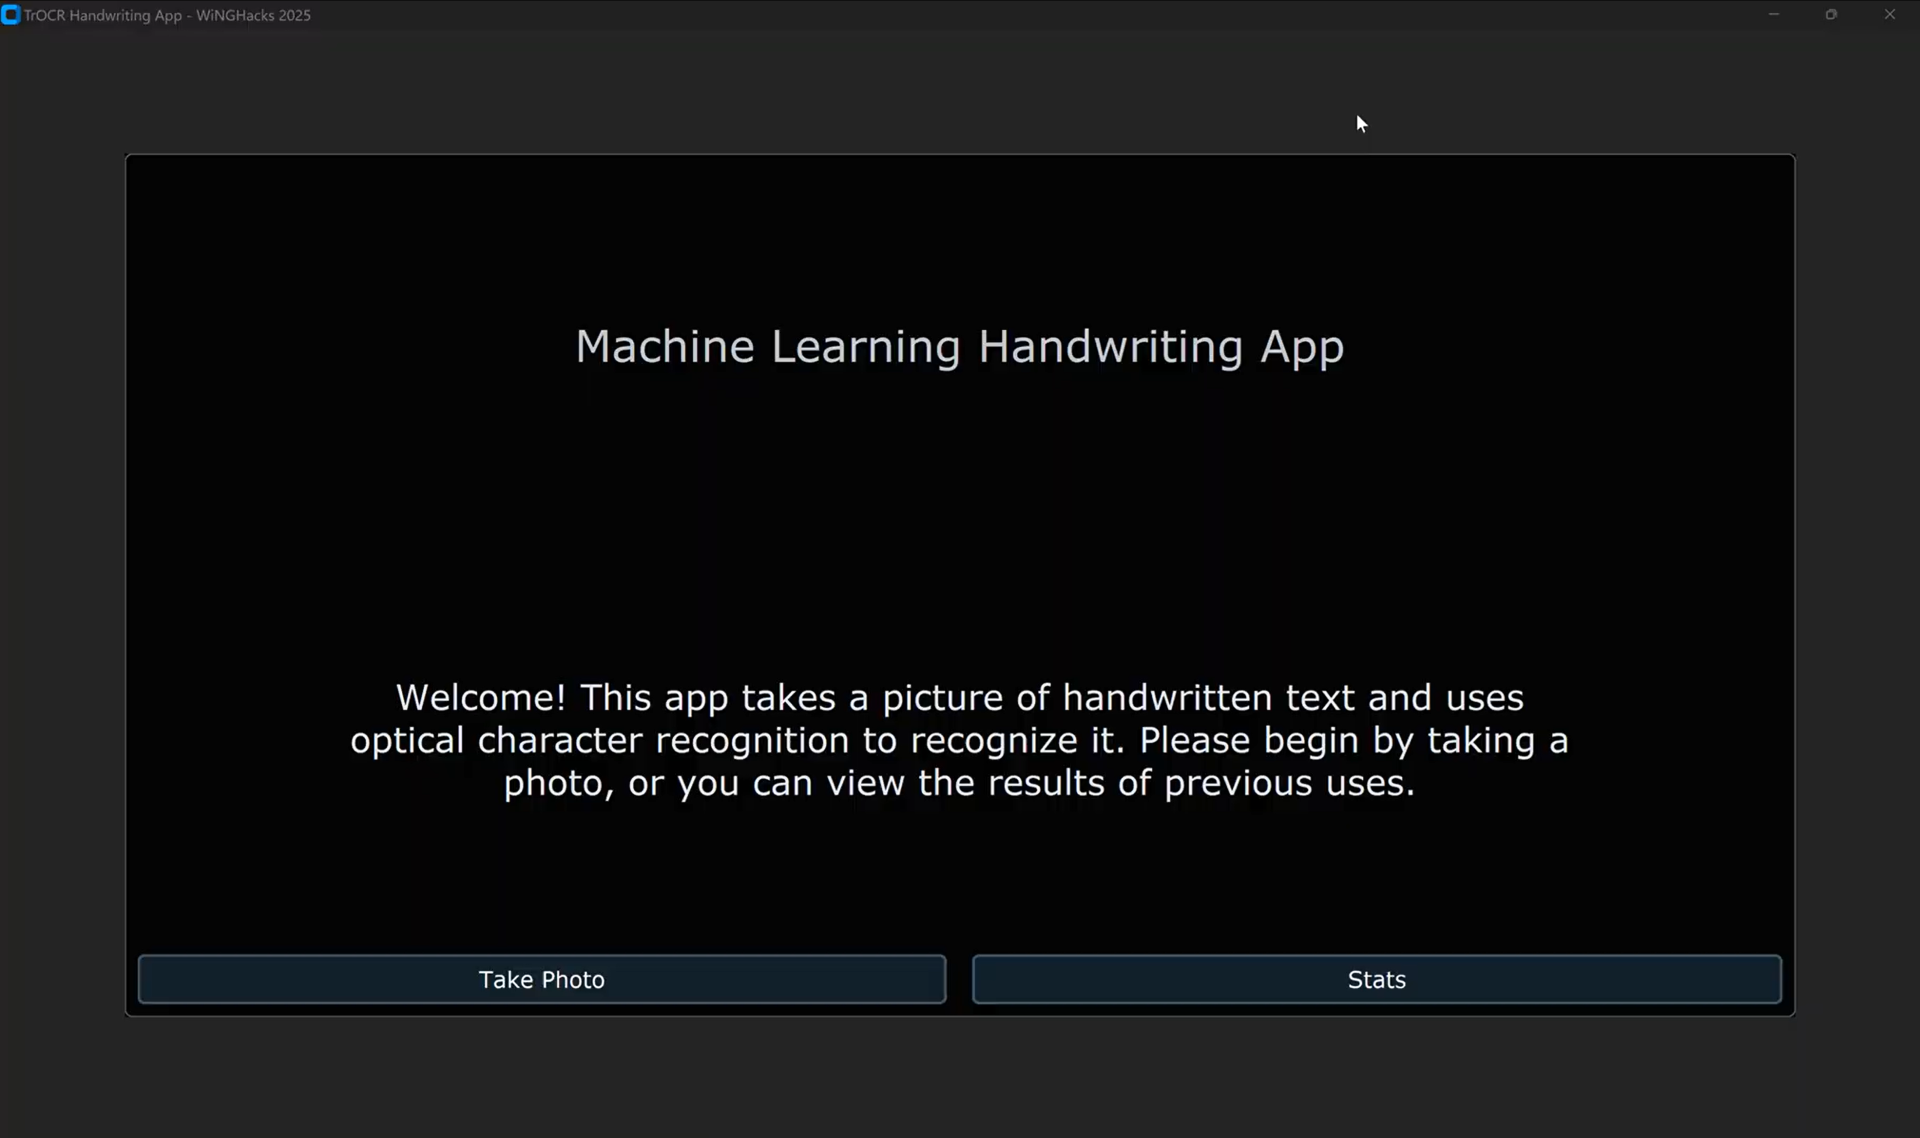 TrOCR Handwriting App - WiNGHacks 2025
Machine Learning Handwriting App
Welcome! This app takes a picture of handwritten text and uses
optical character recognition to recognize it. Please begin by taking a
photo, or you can view the results of previous uses.
Take Photo
Stats